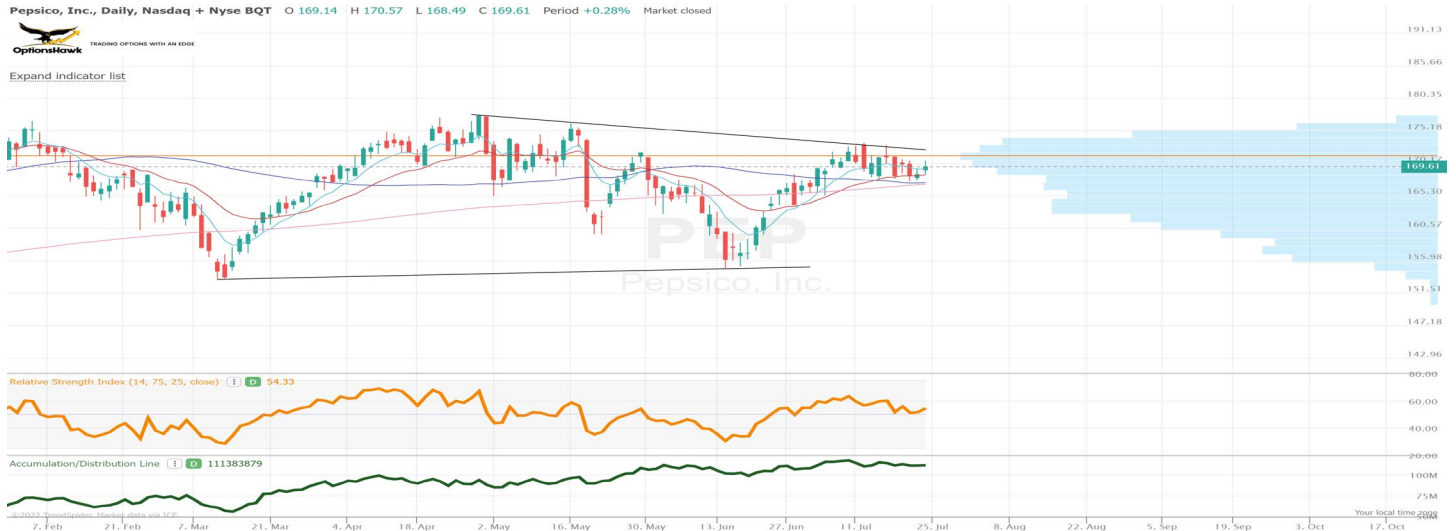 Pepsico, Inc., Daily, Nasdaq + Nyse BQT O 169.14 H 170.57 L 168.49 C 169.61 Period +0.28% Market closed
OptionsHawk
TRADING OPTIONS WITH AN EDGE
Expand indicator list
191.13
185.66
180.35
175.18
170.17
169.61
165.30
160.57
155.98
151.51
147.18
142.96
PEP
Pepsico, Inc.
Relative Strength Index (14, 75, 25, close) D 54.33
80.00
60.00
40.00
20.00
Accumulation/Distribution Line D 111383879
100M
75M
50M
©2022 TrendSpider. Market data via ICE
Your local time zone
7. Feb 21. Feb 7. Mar 21. Mar 4. Apr 18. Apr 2. May 16. May 30. May 13. Jun 27. Jun 11. Jul 25. Jul 8. Aug 22. Aug 5. Sep 19. Sep 3. Oct 17. Oct